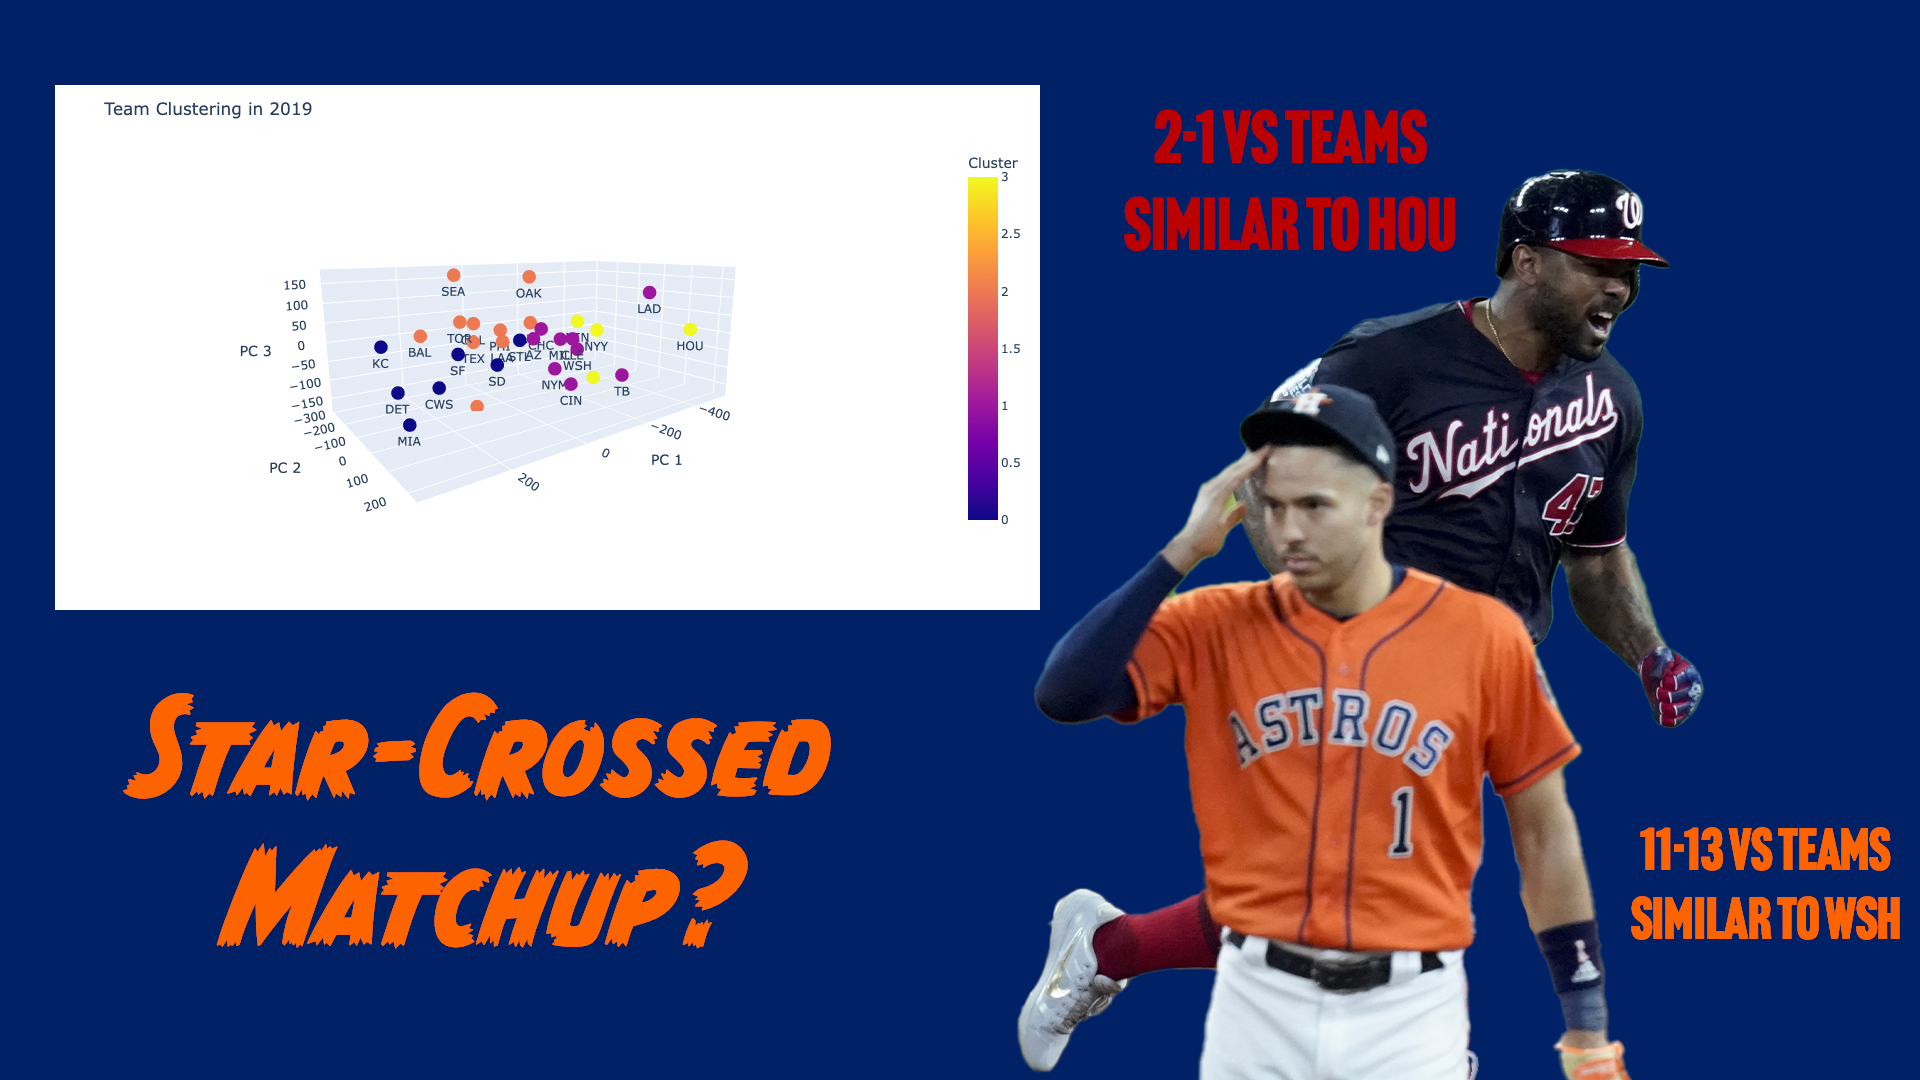 Team Clustering in 2019
2-1 VS TEAMS
SIMILAR TO HOU
Cluster
3
2.5
2
1.5
1
0.5
0
SEA
OAK
LAD
TOR
PHI
CHC
NYY
HOU
BAL
KC
TEX
LAA
STL
AZ
MIL
CLE
WSH
SF
SD
NYM
CIN
TB
DET
CWS
MIA
PC 3
150
100
50
0
−50
−100
−150
PC 2
−300
−200
−100
0
100
200
PC 1
200
0
−200
−400
W
Nationals
47
H
ASTROS
1
STAR-CROSSED
MATCHUP?
11-13 VS TEAMS
SIMILAR TO WSH